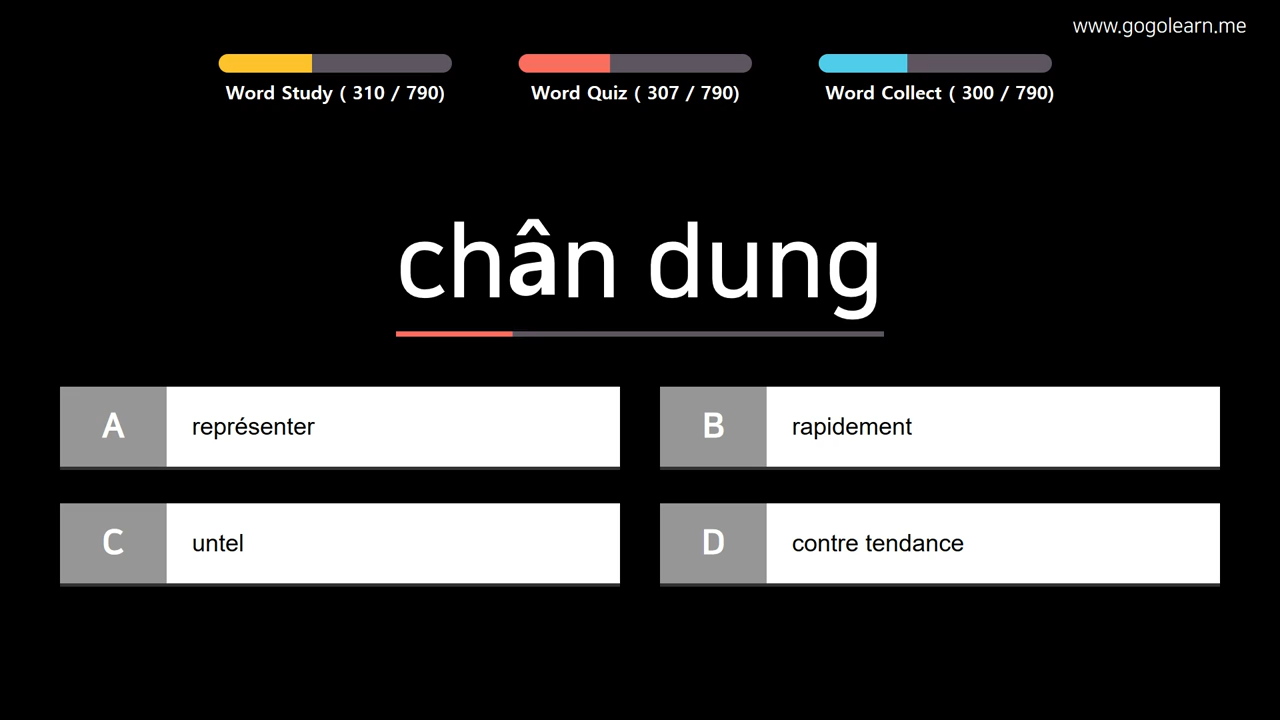 www.gogolearn.me
Word Study ( 310 / 790)
Word Quiz ( 307 / 790)
Word Collect ( 300 / 790)
chân dung
A représenter
B rapidement
C untel
D contre tendance